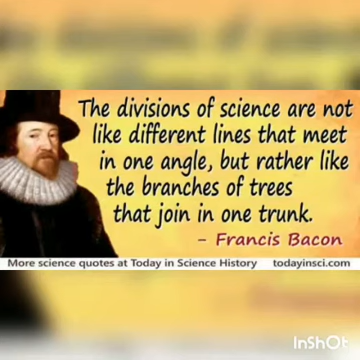 The divisions of science are not
like different lines that meet
in one angle, but rather like
the branches of trees
that join in one trunk.
– Francis Bacon
More science quotes at Today in Science History todayinsci.com
InShOt